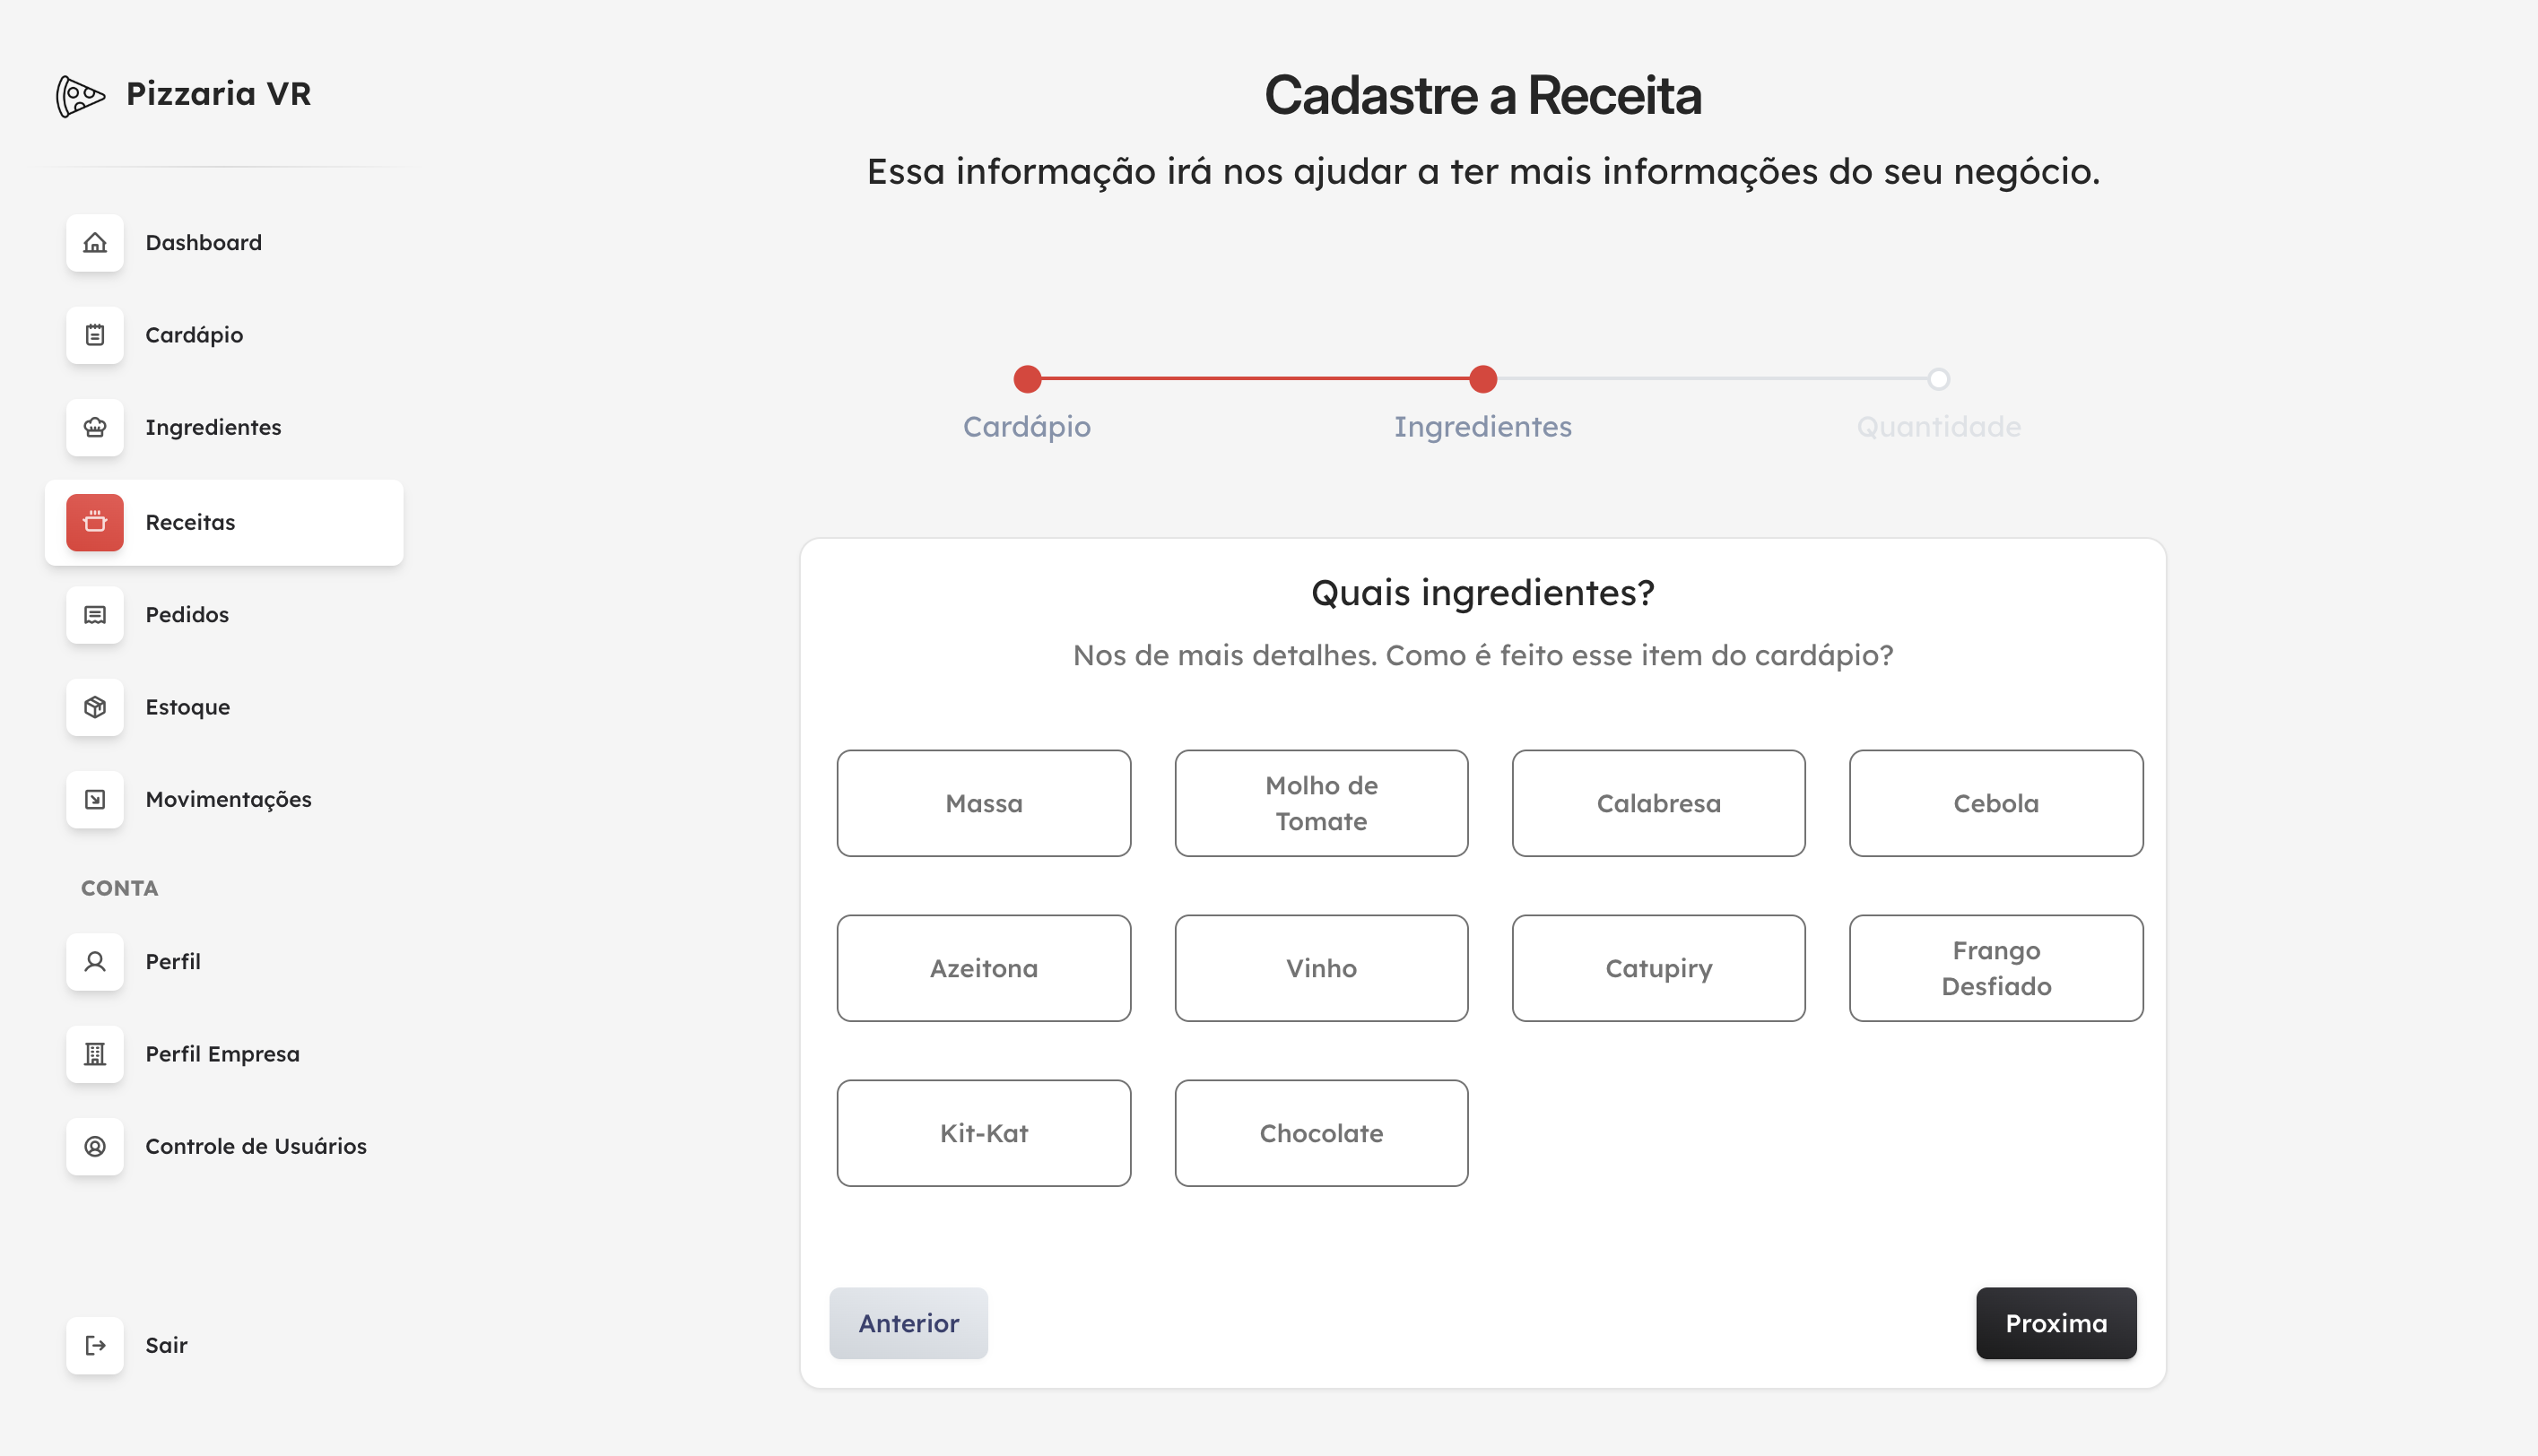 Pizzaria VR
Dashboard
Cardápio
Ingredientes
Receitas
Pedidos
Estoque
Movimentações
CONTA
Perfil
Perfil Empresa
Controle de Usuários
Sair
Cadastre a Receita
Essa informação irá nos ajudar a ter mais informações do seu negócio.
Cardápio
Ingredientes
Quantidade
Quais ingredientes?
Nos de mais detalhes. Como é feito esse item do cardápio?
Massa
Molho de
Tomate
Calabresa
Cebola
Azeitona
Vinho
Catupiry
Frango
Desfiado
Kit-Kat
Chocolate
Anterior
Proxima